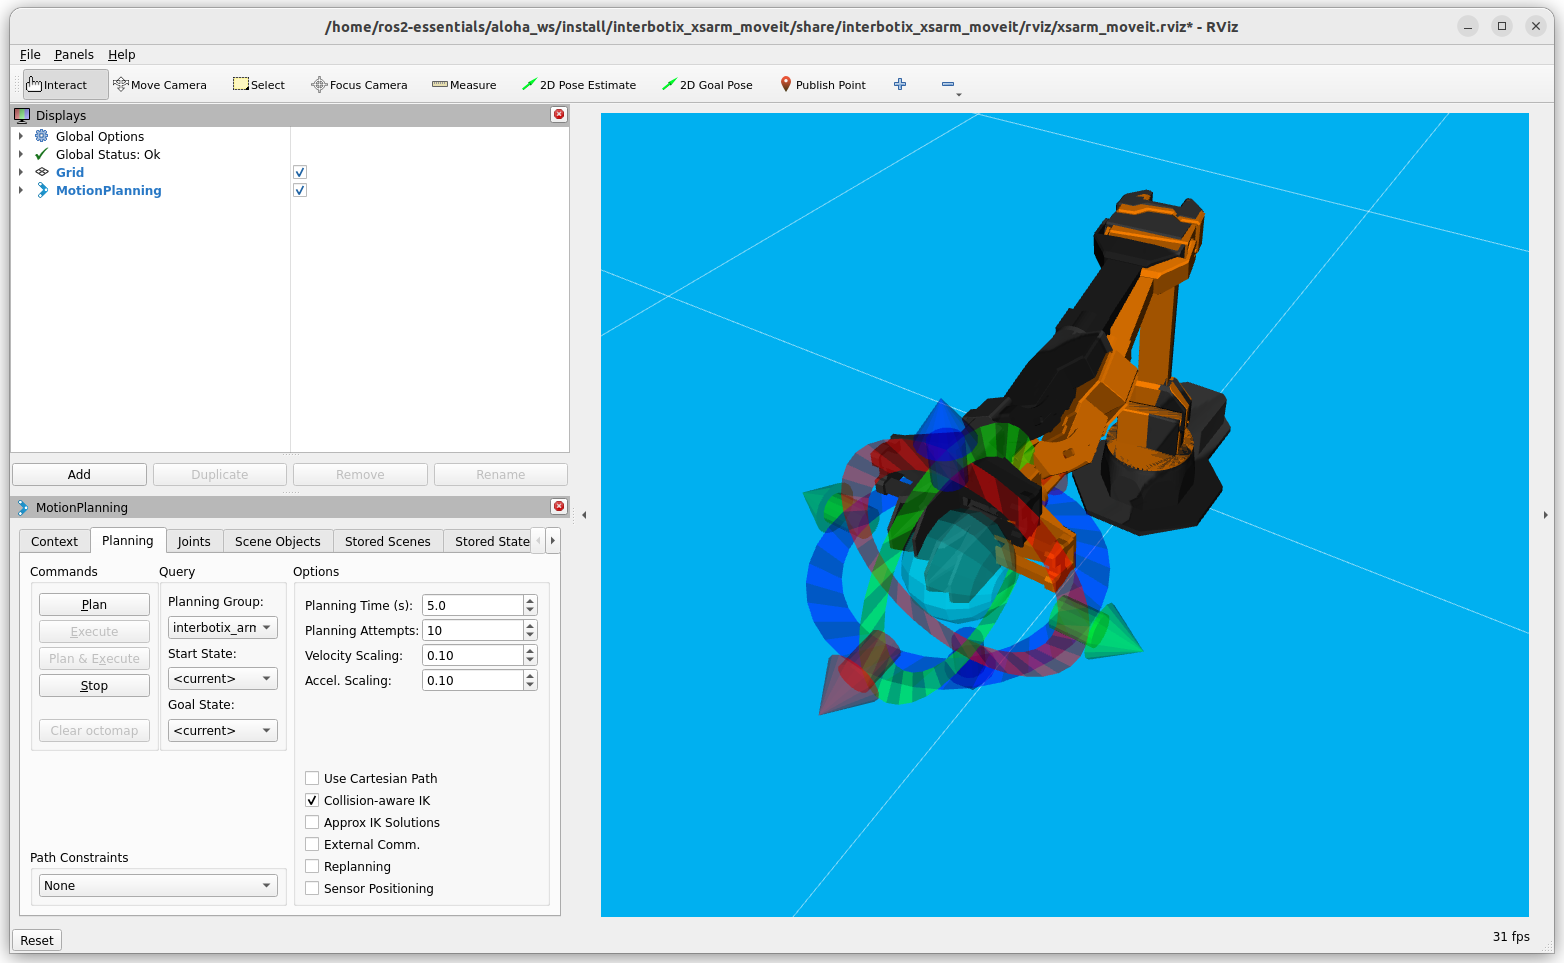 /home/ros2-essentials/aloha_ws/install/interbotix_xsarm_moveit/share/interbotix_xsarm_moveit/rviz/xsarm_moveit.rviz* - RViz
File Panels Help
Interact Move Camera Select Focus Camera Measure 2D Pose Estimate 2D Goal Pose Publish Point
Displays
Global Options
Global Status: Ok
Grid
MotionPlanning
Add Duplicate Remove Rename
MotionPlanning
Context Planning Joints Scene Objects Stored Scenes Stored State
Commands
Plan
Execute
Plan & Execute
Stop
Clear octomap
Query
Planning Group:
interbotix_arm
Start State:
<current>
Goal State:
<current>
Options
Planning Time (s): 5.0
Planning Attempts: 10
Velocity Scaling: 0.10
Accel. Scaling: 0.10
Use Cartesian Path
Collision-aware IK
Approx IK Solutions
External Comm.
Replanning
Sensor Positioning
Path Constraints
None
Reset
31 fps